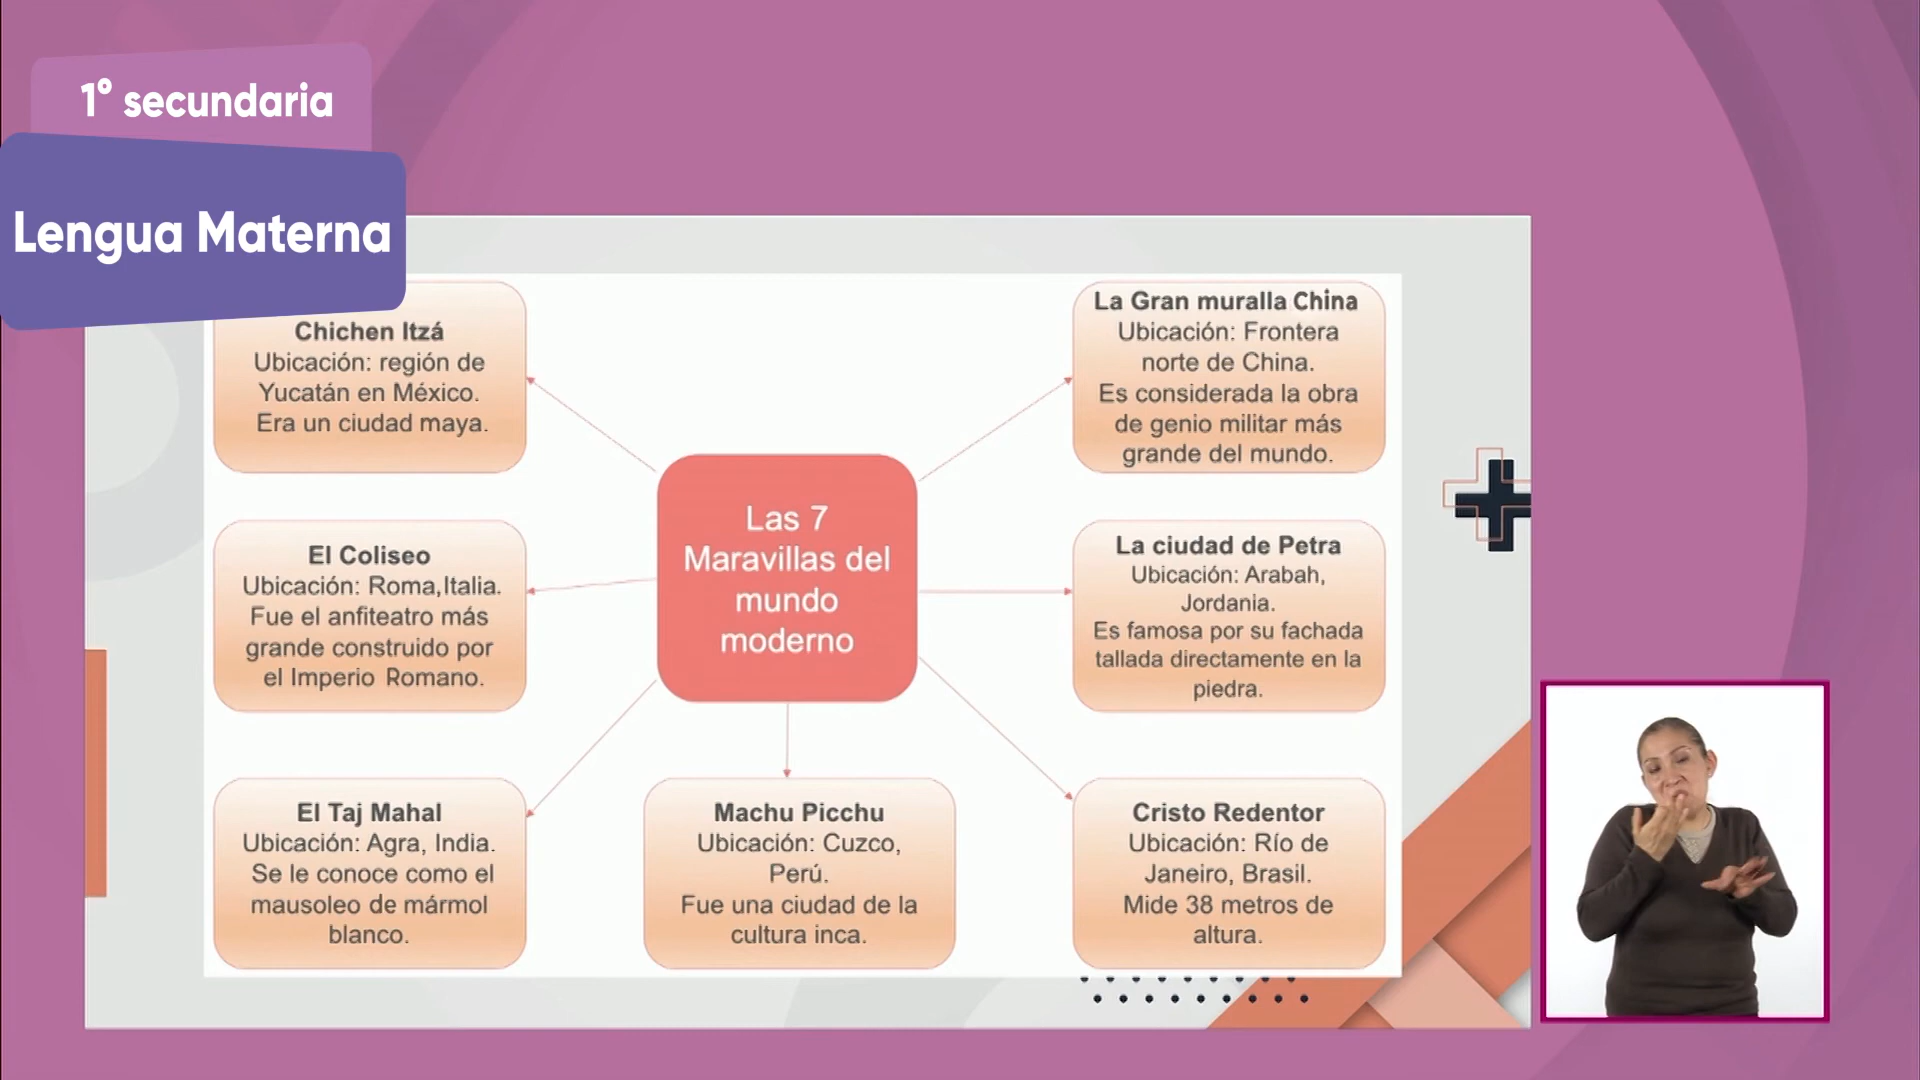 1° secundaria
Lengua Materna
Chichen Itzá
Ubicación: región de
Yucatán en México.
Era un ciudad maya.
La Gran muralla China
Ubicación: Frontera
norte de China.
Es considerada la obra
de genio militar más
grande del mundo.
Las 7
Maravillas del
mundo
moderno
El Coliseo
Ubicación: Roma,Italia.
Fue el anfiteatro más
grande construido por
el Imperio Romano.
La ciudad de Petra
Ubicación: Arabah,
Jordania.
Es famosa por su fachada
tallada directamente en la
piedra.
El Taj Mahal
Ubicación: Agra, India.
Se le conoce como el
mausoleo de mármol
blanco.
Machu Picchu
Ubicación: Cuzco,
Perú.
Fue una ciudad de la
cultura inca.
Cristo Redentor
Ubicación: Río de
Janeiro, Brasil.
Mide 38 metros de
altura.